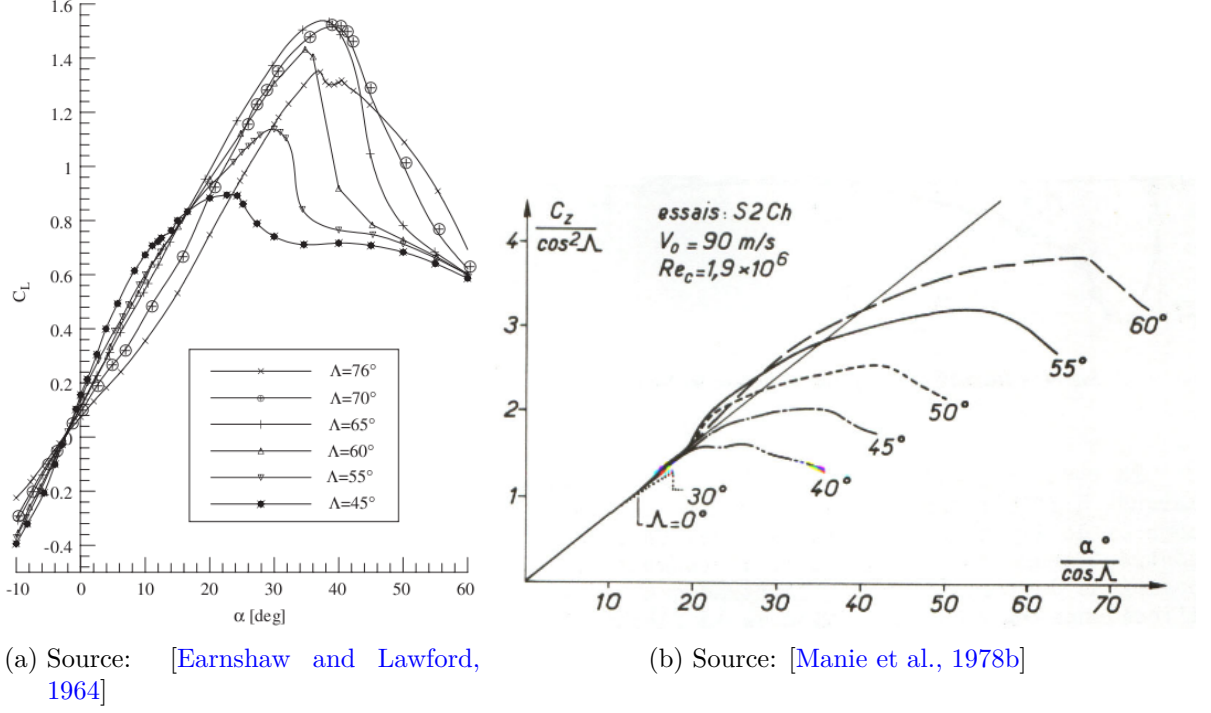 1.6
1.4
1.2
1
0.8
0.6
0.4
0.2
0
-0.2
-0.4
C_L
-10 0 10 20 30 40 50 60
α [deg]
Λ=76°
Λ=70°
Λ=65°
Λ=60°
Λ=55°
Λ=45°
(a) Source: [Earnshaw and Lawford,
1964]
C_z
cos²Λ
essais: S2Ch
V_o = 90 m/s
Re_c = 1,9×10⁶
4
3
2
1
60°
55°
50°
45°
40°
30°
Λ=0°
α°
cosΛ
10 20 30 40 50 60 70
(b) Source: [Manie et al., 1978b]